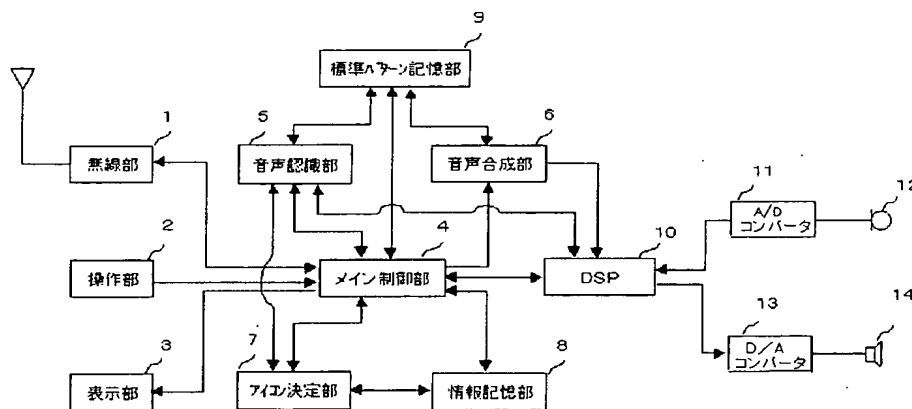 9
標準パターン記憶部
1
無線部
5
音声認識部
6
音声合成部
11
A/D
コンバータ
12
2
操作部
4
メイン制御部
10
DSP
3
表示部
7
アイコン決定部
8
情報記憶部
13
D/A
コンバータ
14